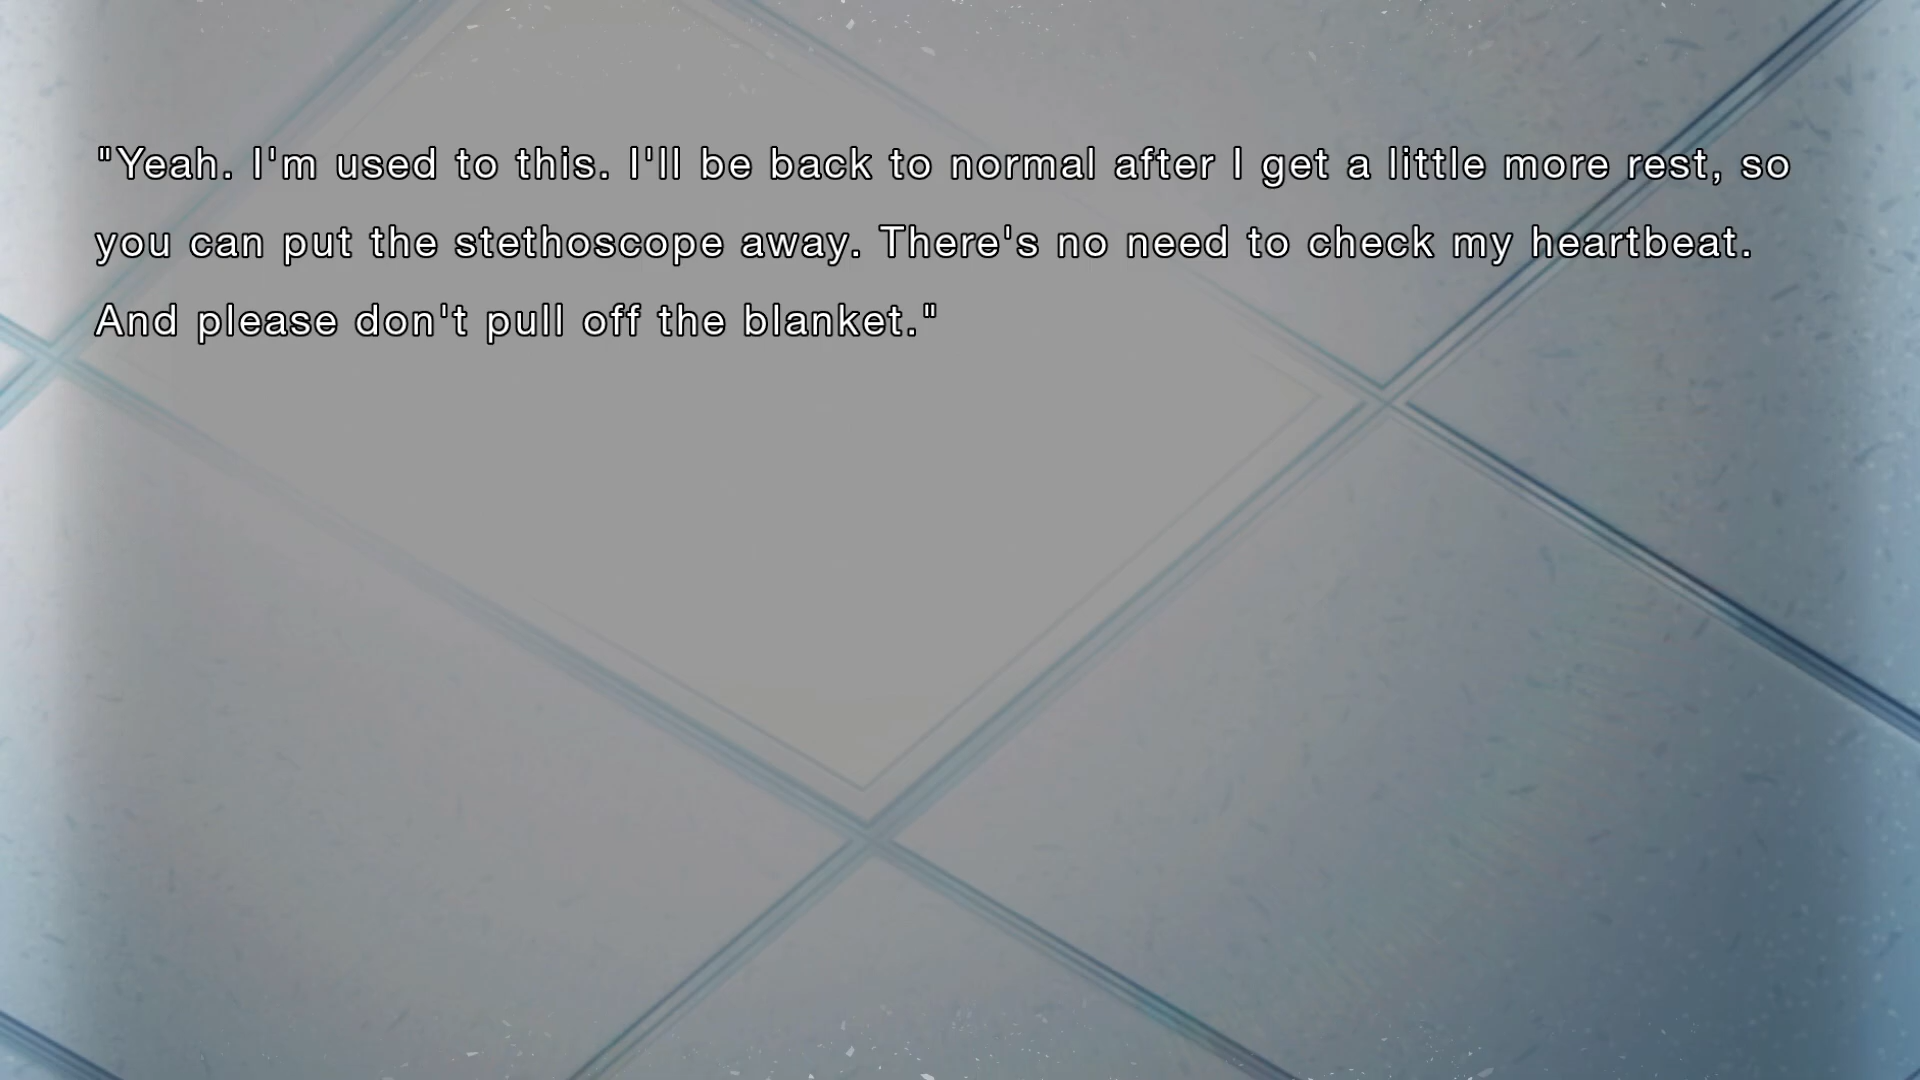 "Yeah. I'm used to this. I'll be back to normal after I get a little more rest, so
you can put the stethoscope away. There's no need to check my heartbeat.
And please don't pull off the blanket."